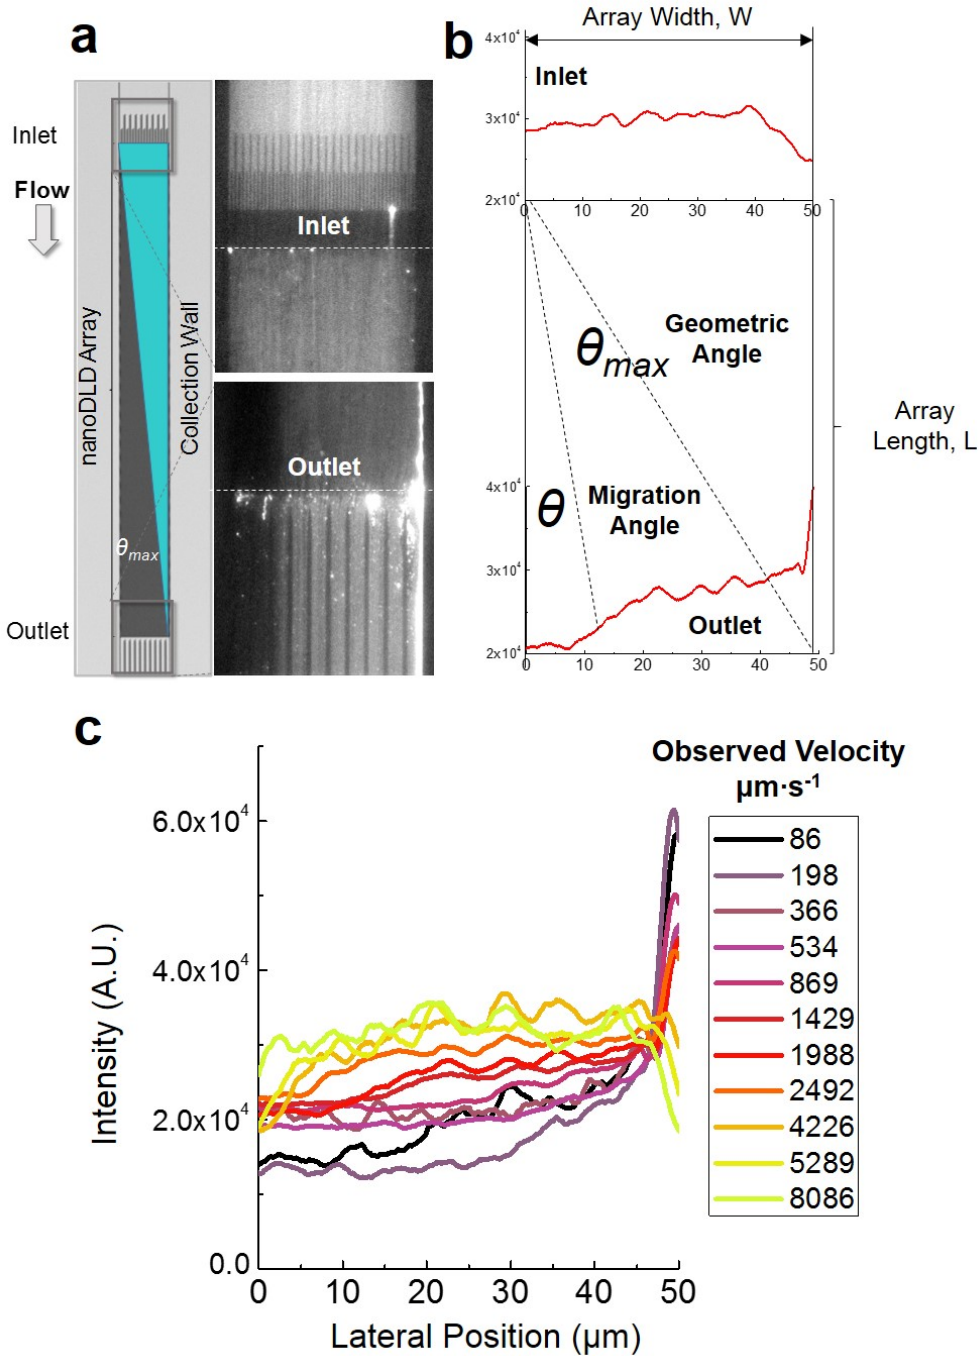 a
Inlet
Flow
nanoDLD Array
Collection Wall
θmax
Outlet
Inlet
Outlet
b
Array Width, W
4x10⁴
Inlet
3x10⁴
2x10⁴
0 10 20 30 40 50
θmax
Geometric
Angle
Array
Length, L
4x10⁴
θ
Migration
Angle
3x10⁴
Outlet
2x10⁴
0 10 20 30 40 50
c
Observed Velocity
µm·s⁻¹
86
198
366
534
869
1429
1988
2492
4226
5289
8086
Intensity (A.U.)
6.0x10⁴
4.0x10⁴
2.0x10⁴
0.0
0 10 20 30 40 50
Lateral Position (µm)